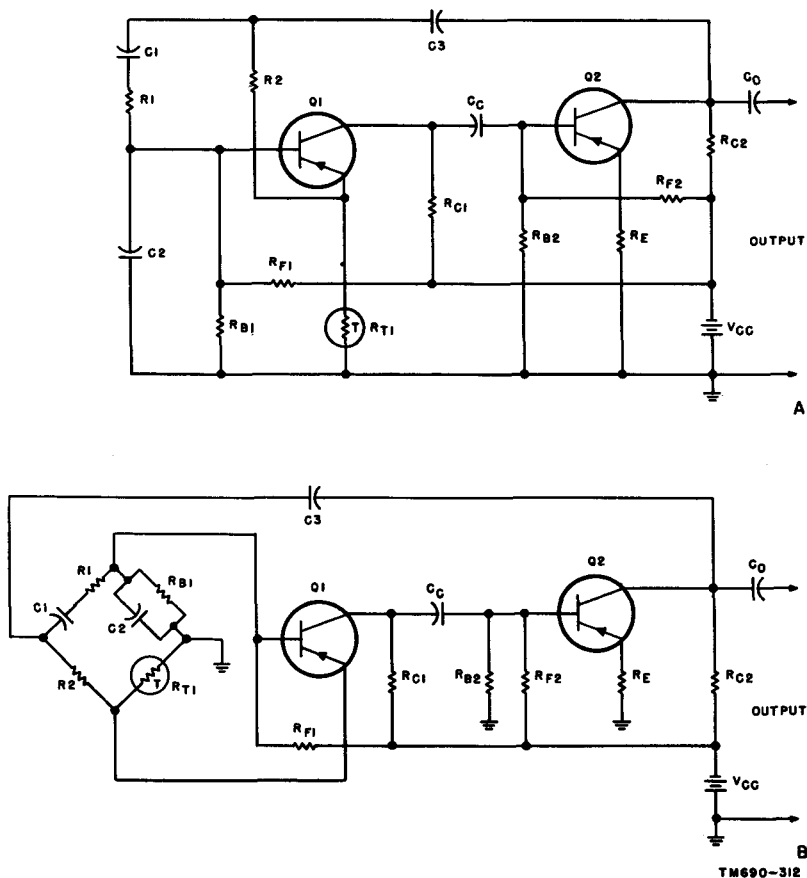 C1
C3
R2
R1
Q1
Q2
CC
CO
RC2
RF2
RC1
OUTPUT
C2
RB2
RE
RF1
RB1
T
RT1
VCC
A
C3
Q1
Q2
CO
R1
RB1
CC
C1
C2
R2
T
RT1
RC1
RB2
RF2
RE
RC2
OUTPUT
RF1
VCC
B
TM690-312